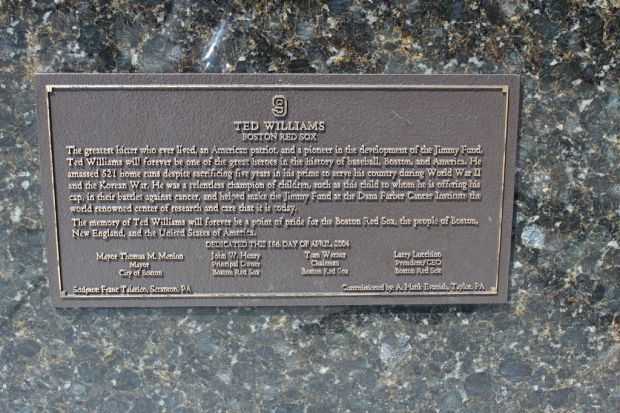 9
TED WILLIAMS
BOSTON RED SOX
The greatest hitter who ever lived, an American patriot, and a pioneer in the development of the Jimmy Fund,
Ted Williams will forever be one of the great heroes in the history of baseball, Boston, and America. He
amassed 521 home runs despite sacrificing five years in his prime to serve his country during World War II
and the Korean War. He was a relentless champion of children, such as this child to whom he is offering his
cap, in their battles against cancer, and helped make the Jimmy Fund at the Dana Farber Cancer Institute the
world renowned center of research and care that it is today.
The memory of Ted Williams will forever be a point of pride for the Boston Red Sox, the people of Boston,
New England, and the United States of America.
DEDICATED THIS 16th DAY OF APRIL, 2004
Mayor Thomas M. Menino John W. Henry Tom Werner Larry Lucchino
Mayor Principal Owner Chairman President/CEO
City of Boston Boston Red Sox Boston Red Sox Boston Red Sox
Sculptor: Franc Talarico, Scranton, PA Commissioned by: A. Hank Evanish, Taylor, PA